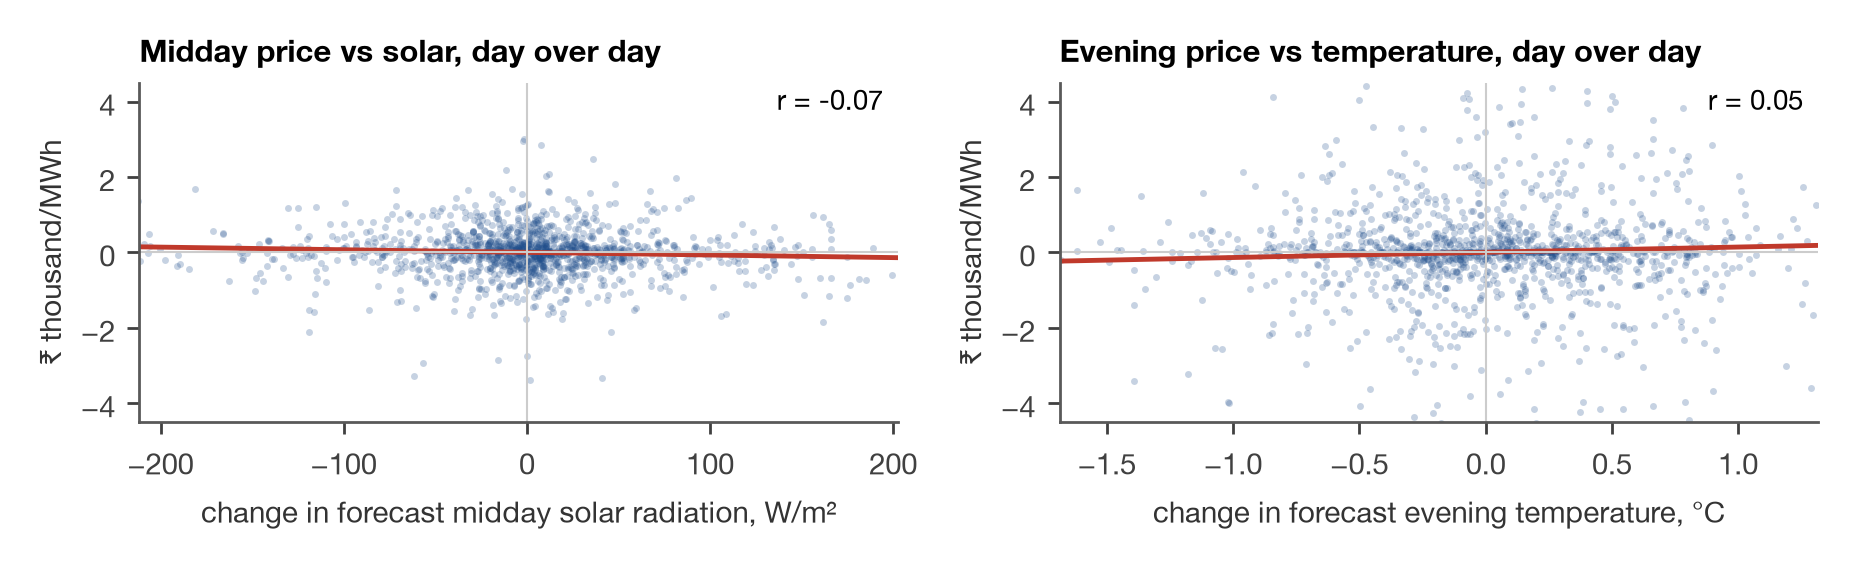 Midday price vs solar, day over day
r = -0.07
₹ thousand/MWh
4
2
0
−2
−4
−200
−100
0
100
200
change in forecast midday solar radiation, W/m²
Evening price vs temperature, day over day
r = 0.05
₹ thousand/MWh
4
2
0
−2
−4
−1.5
−1.0
−0.5
0.0
0.5
1.0
change in forecast evening temperature, °C